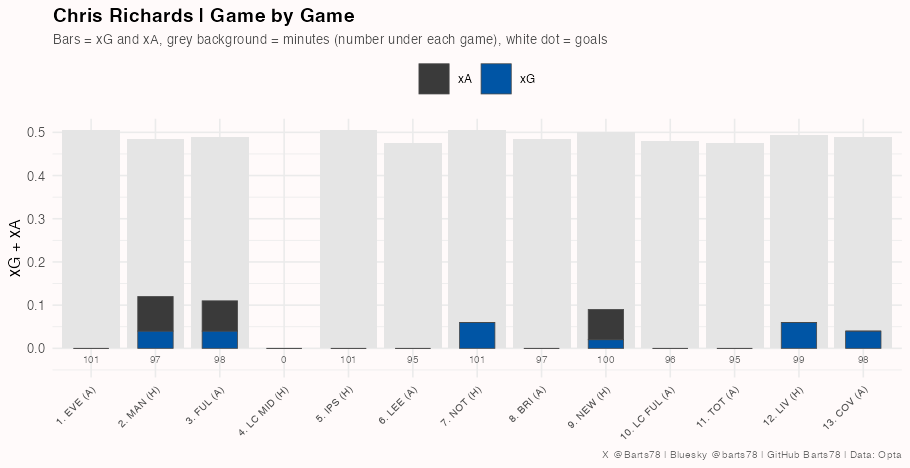 Chris Richards | Game by Game
Bars = xG and xA, grey background = minutes (number under each game), white dot = goals
xA xG
xG + xA
0.5
0.4
0.3
0.2
0.1
0.0
101 97 98 0 101 95 101 97 100 96 95 99 98
1. EVE (A)
2. MAN (H)
3. FUL (A)
4. LC MID (H)
5. IPS (H)
6. LEE (A)
7. NOT (H)
8. BRI (A)
9. NEW (H)
10. LC FUL (A)
11. TOT (A)
12. LIV (H)
13. COV (A)
X @Barts78 | Bluesky @barts78 | GitHub Barts78 | Data: Opta